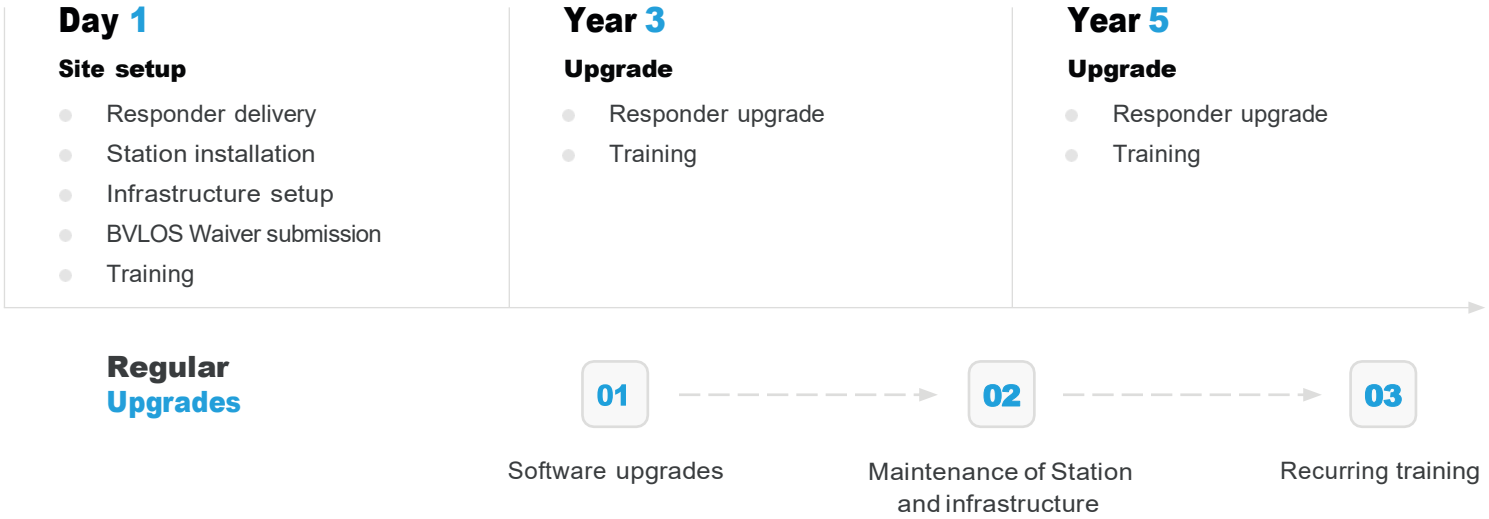 Day 1
Site setup
Responder delivery
Station installation
Infrastructure setup
BVLOS Waiver submission
Training
Year 3
Upgrade
Responder upgrade
Training
Year 5
Upgrade
Responder upgrade
Training
Regular
Upgrades
01
Software upgrades
02
Maintenance of Station
and infrastructure
03
Recurring training